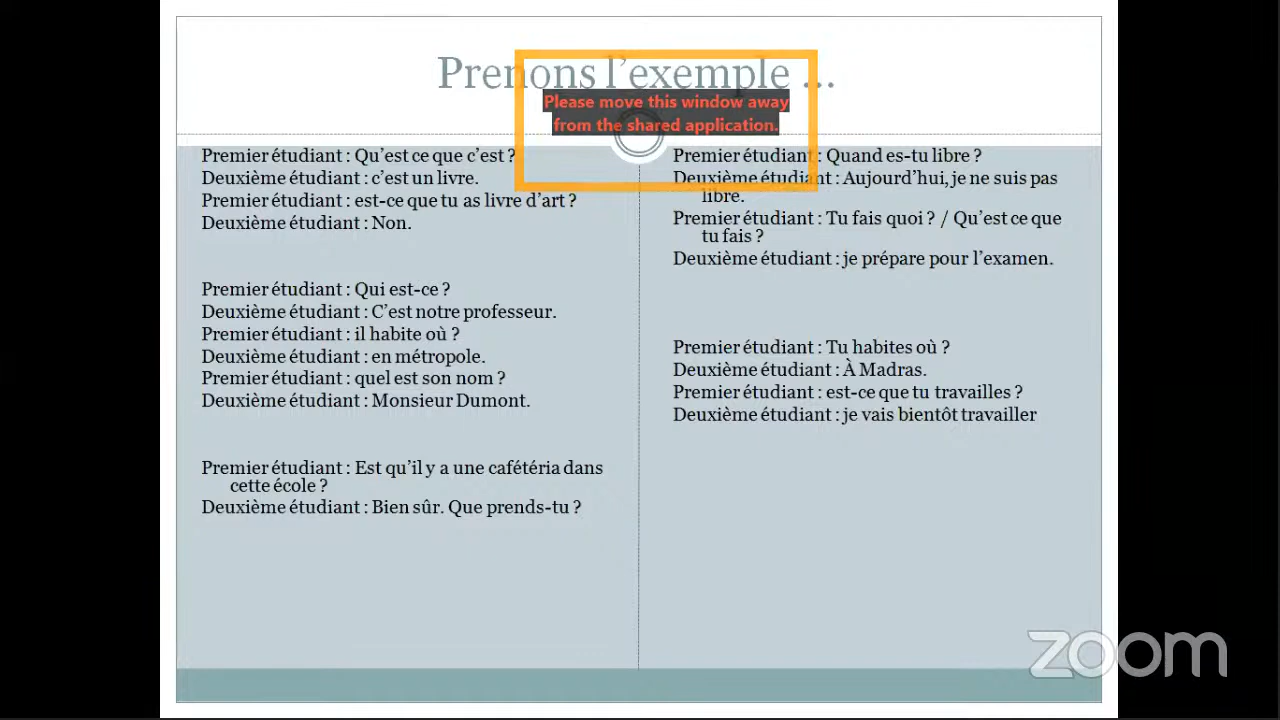 Prenons l’exemple …
Please move this window away
from the shared application.
Premier étudiant : Qu’est ce que c’est ?
Deuxième étudiant : c’est un livre.
Premier étudiant : est-ce que tu as livre d’art ?
Deuxième étudiant : Non.
Premier étudiant : Qui est-ce ?
Deuxième étudiant : C’est notre professeur.
Premier étudiant : il habite où ?
Deuxième étudiant : en métropole.
Premier étudiant : quel est son nom ?
Deuxième étudiant : Monsieur Dumont.
Premier étudiant : Est qu’il y a une cafétéria dans
cette école ?
Deuxième étudiant : Bien sûr. Que prends-tu ?
Premier étudiant : Quand es-tu libre ?
Deuxième étudiant : Aujourd’hui, je ne suis pas
libre.
Premier étudiant : Tu fais quoi ? / Qu’est ce que
tu fais ?
Deuxième étudiant : je prépare pour l’examen.
Premier étudiant : Tu habites où ?
Deuxième étudiant : À Madras.
Premier étudiant : est-ce que tu travailles ?
Deuxième étudiant : je vais bientôt travailler
zoom